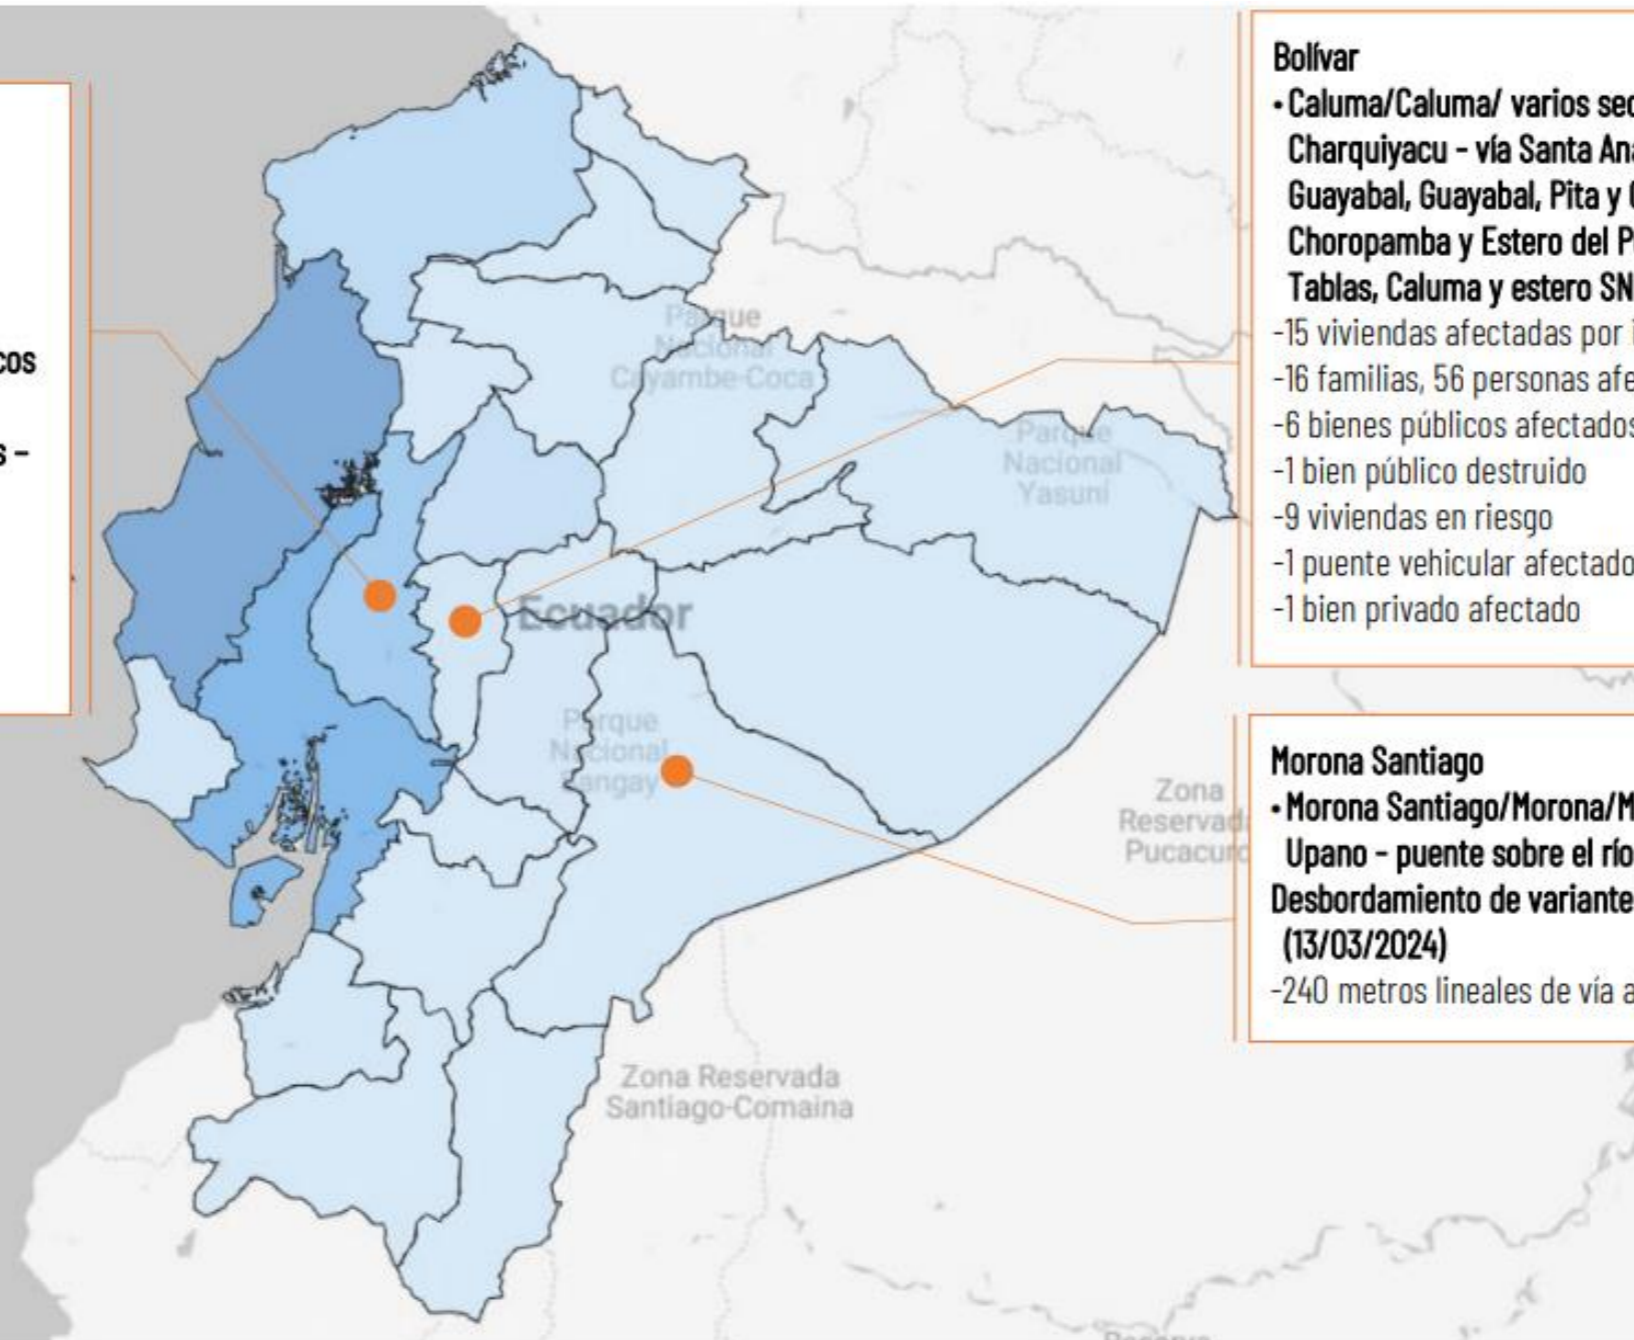 cos
s –
Parque
Nacional
Cayambe-Coca
Parque
Nacional
Yasuní
Ecuador
Parque
Nacional
Sangay
Zona
Reservada
Pucacuro
Zona Reservada
Santiago-Comaina
Bolívar
• Caluma/Caluma/ varios sec
Charquiyacu - vía Santa Ana
Guayabal, Guayabal, Pita y
Choropamba y Estero del P
Tablas, Caluma y estero SN
-15 viviendas afectadas por i
-16 familias, 56 personas afe
-6 bienes públicos afectados
-1 bien público destruido
-9 viviendas en riesgo
-1 puente vehicular afectado
-1 bien privado afectado
Morona Santiago
• Morona Santiago/Morona/M
Upano - puente sobre el río
Desbordamiento de variante
(13/03/2024)
-240 metros lineales de vía a
Reserva